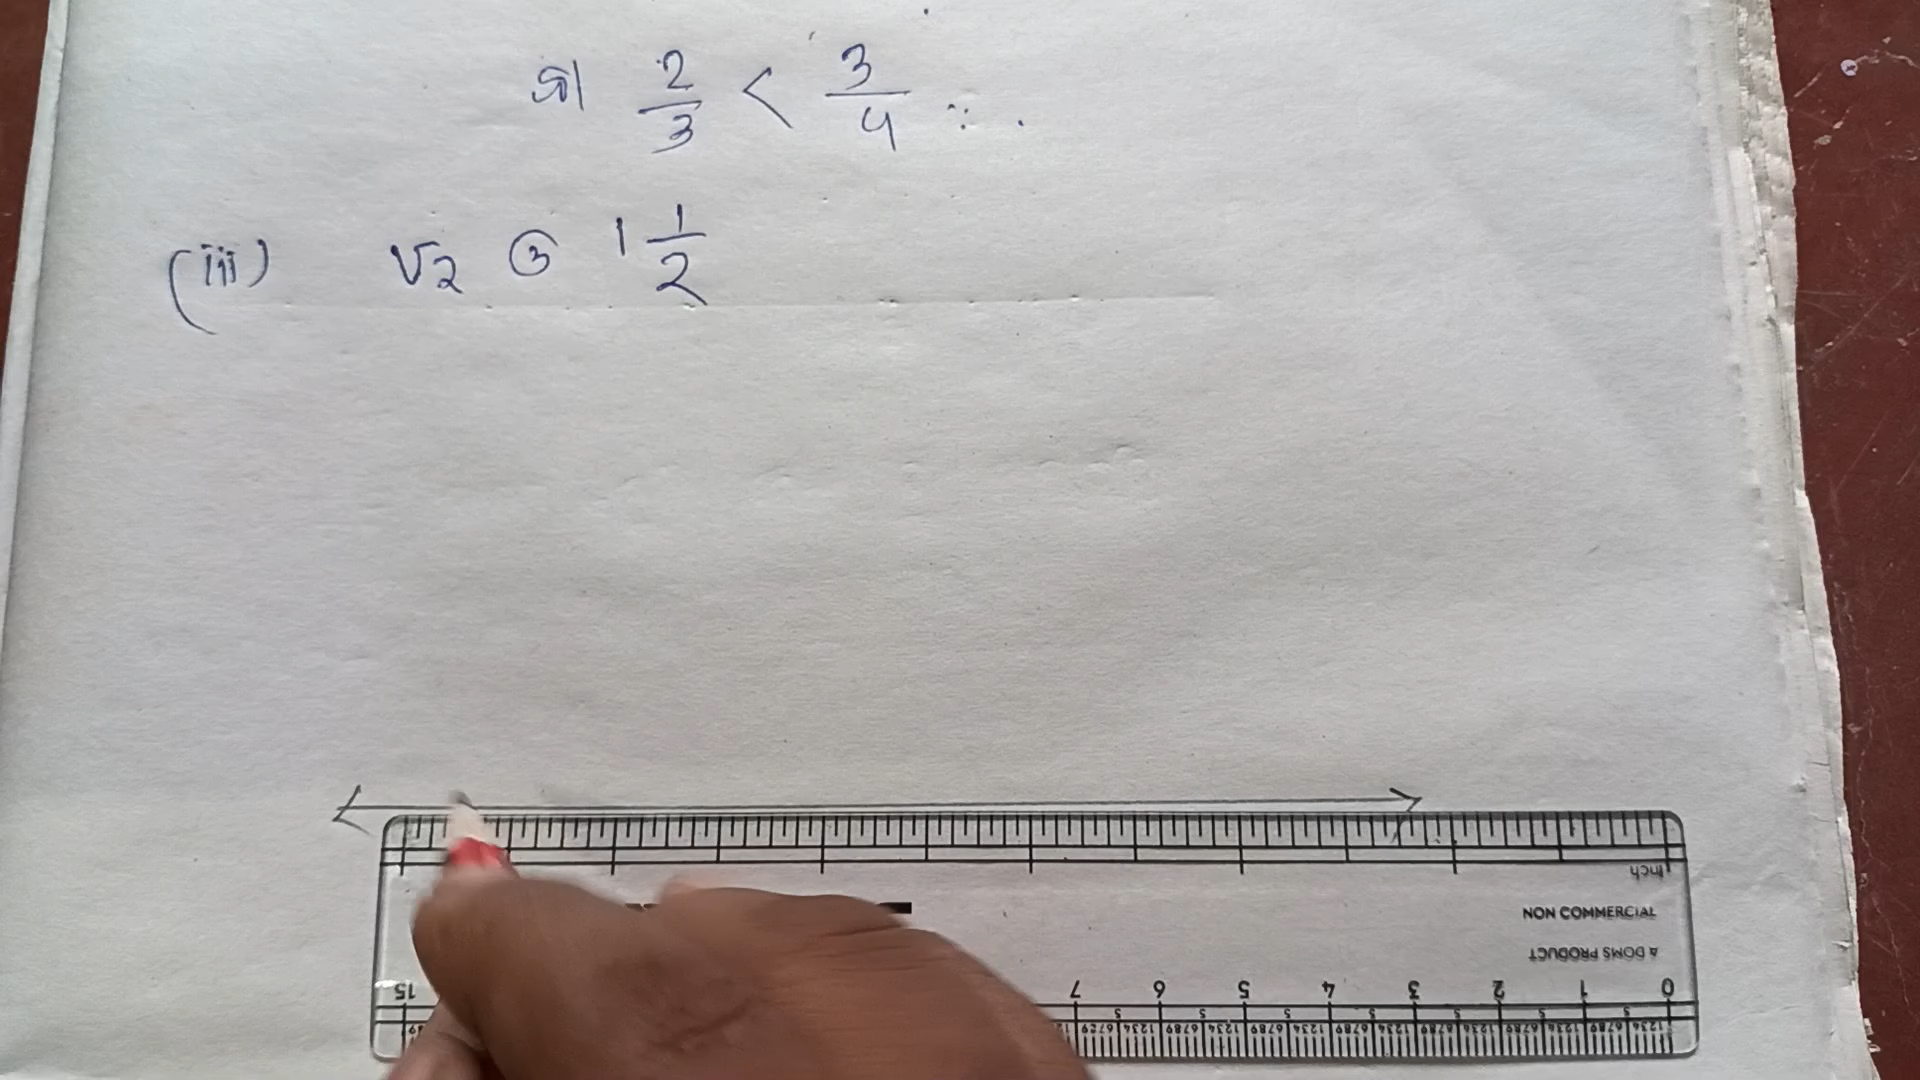 বা 2/3 < 3/4
(iii) √2 ও 1 1/2
Inch
NON COMMERCIAL
A DOMS PRODUCT
15 7 6 5 4 3 2 1 0